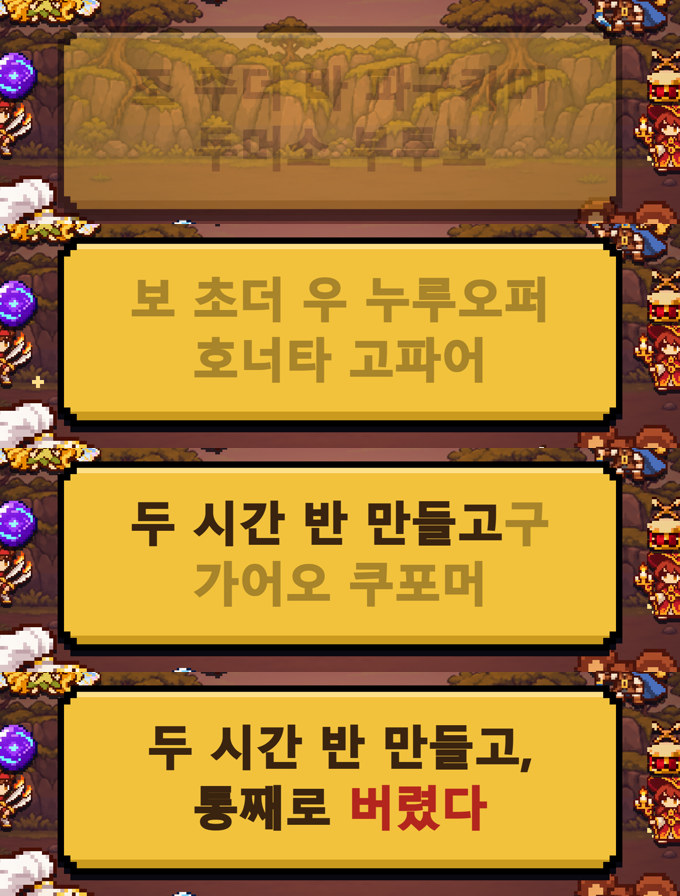 보 초더 우 누루오퍼
호너타 고파어
두 시간 반 만들고구
가어오 쿠포머
두 시간 반 만들고,
통째로 버렸다